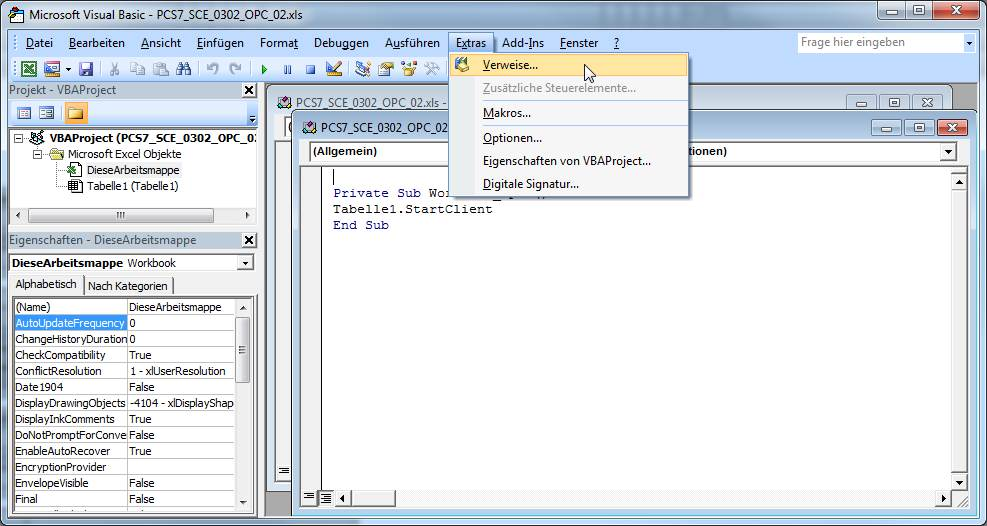 Microsoft Visual Basic - PCS7_SCE_0302_OPC_02.xls
Datei Bearbeiten Ansicht Einfügen Format Debuggen Ausführen Extras Add-Ins Fenster ?
Frage hier eingeben
Verweise...
Zusätzliche Steuerelemente...
Makros...
Optionen...
Eigenschaften von VBAProject...
Digitale Signatur...
Projekt - VBAProject
VBAProject (PCS7_SCE_0302_OPC_02.xls
Microsoft Excel Objekte
DieseArbeitsmappe
Tabelle1 (Tabelle1)
Eigenschaften - DieseArbeitsmappe
DieseArbeitsmappe Workbook
Alphabetisch Nach Kategorien
(Name) DieseArbeitsmappe
AutoUpdateFrequency 0
ChangeHistoryDuration 0
CheckCompatibility True
ConflictResolution 1 - xlUserResolution
Date1904 False
DisplayDrawingObjects -4104 - xlDisplayShap
DisplayInkComments True
DoNotPromptForConve False
EnableAutoRecover True
EncryptionProvider
EnvelopeVisible False
Final False
PCS7_SCE_0302_OPC_02.xls -
PCS7_SCE_0302_OPC_02
(Allgemein)
tionen)
Private Sub Wor
Tabelle1.StartClient
End Sub